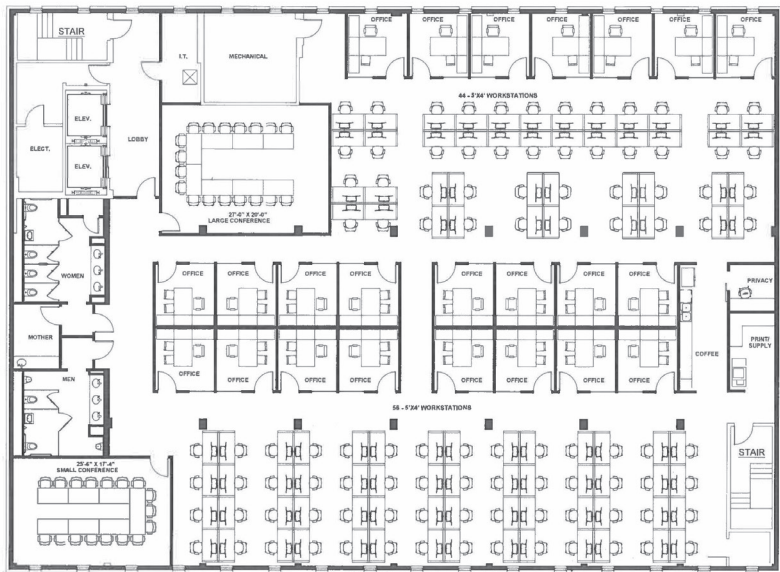 STAIR
OFFICE
OFFICE
OFFICE
OFFICE
OFFICE
OFFICE
OFFICE
I.T.
MECHANICAL
44 - 5'X4' WORKSTATIONS
ELEV.
LOBBY
ELECT.
ELEV.
27'-6" X 20'-0"
LARGE CONFERENCE
WOMEN
OFFICE
OFFICE
OFFICE
OFFICE
OFFICE
OFFICE
OFFICE
OFFICE
PRIVACY
MOTHER
PRINT/
SUPPLY
COFFEE
MEN
OFFICE
OFFICE
OFFICE
OFFICE
OFFICE
OFFICE
OFFICE
OFFICE
56 - 5'X4' WORKSTATIONS
STAIR
25'-6" X 17'-4"
SMALL CONFERENCE